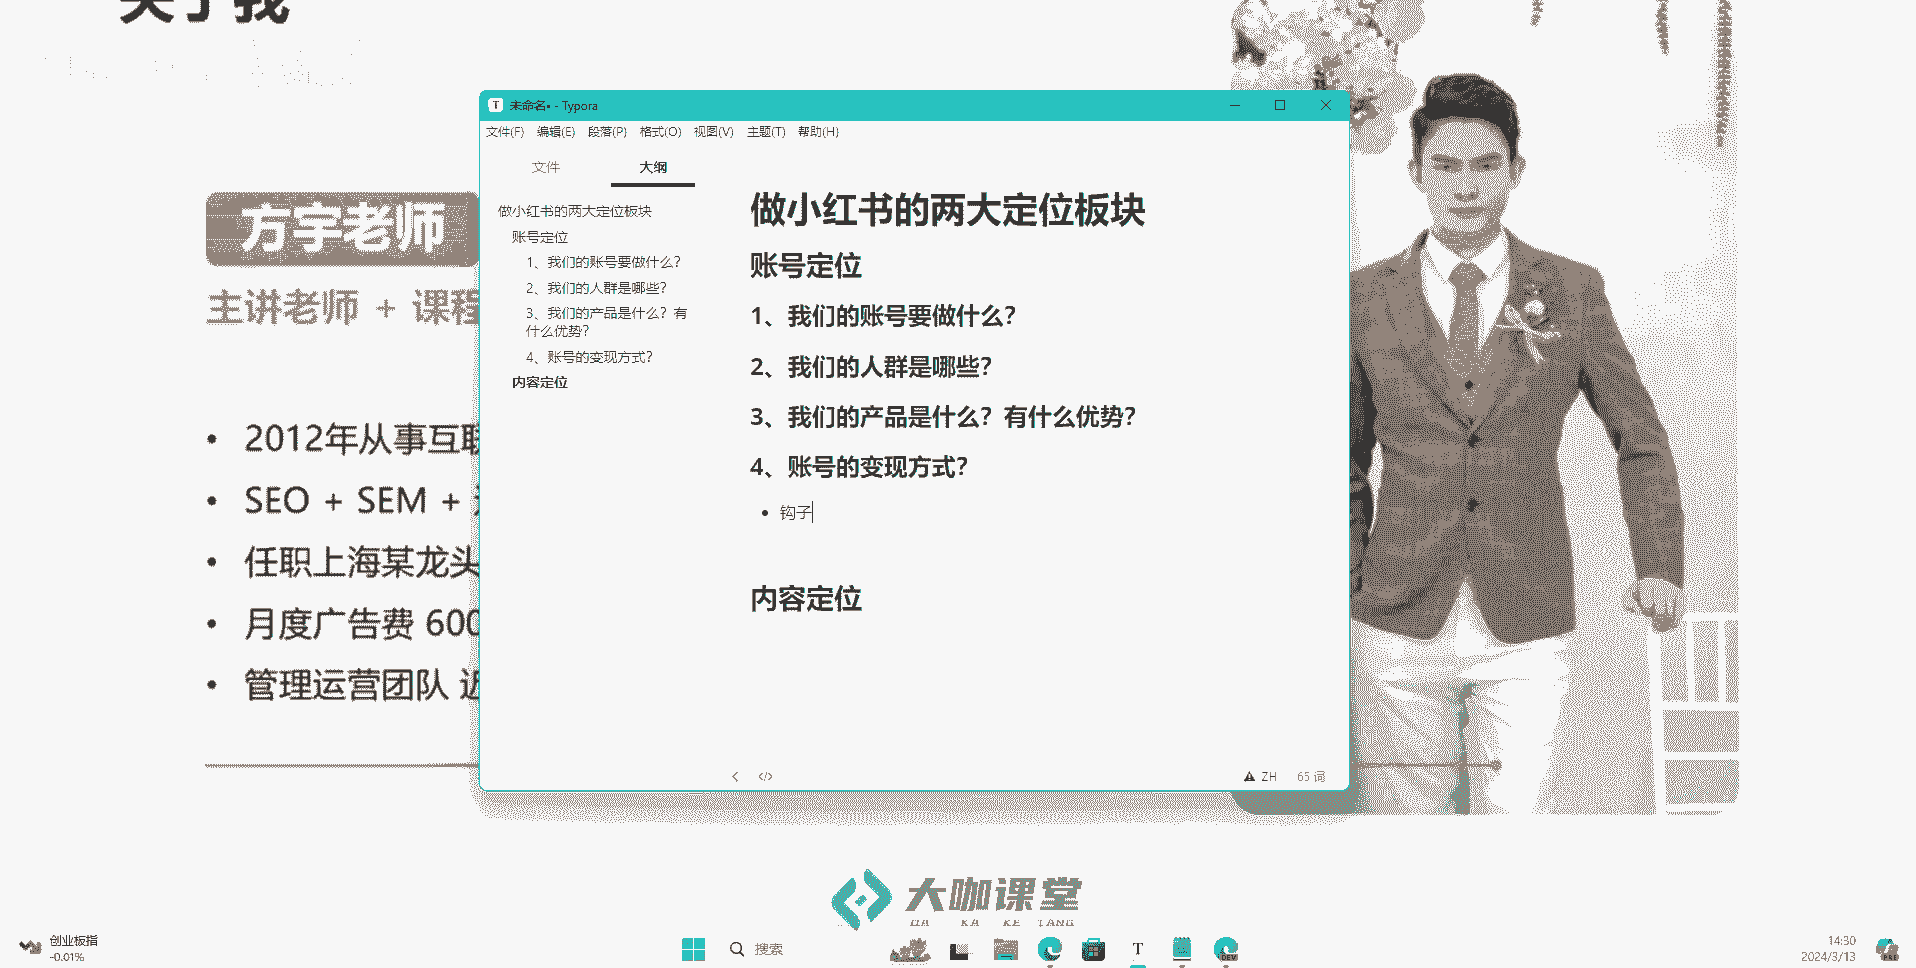 关于我
方宇老师
主讲老师 + 课程
2012年从事互联
SEO + SEM +
任职上海某龙头
月度广告费 600
管理运营团队 近
未命名• - Typora
文件(F) 编辑(E) 段落(P) 格式(O) 视图(V) 主题(T) 帮助(H)
文件 大纲
做小红书的两大定位板块
账号定位
1、我们的账号要做什么？
2、我们的人群是哪些？
3、我们的产品是什么？有
什么优势？
4、账号的变现方式？
内容定位
做小红书的两大定位板块
账号定位
1、我们的账号要做什么？
2、我们的人群是哪些？
3、我们的产品是什么？有什么优势？
4、账号的变现方式？
钩子
内容定位
ZH 65 词
大咖课堂
DA KA KE TANG
创业板指
-0.01%
搜索
T
DEV
14:30
2024/3/13
PRE